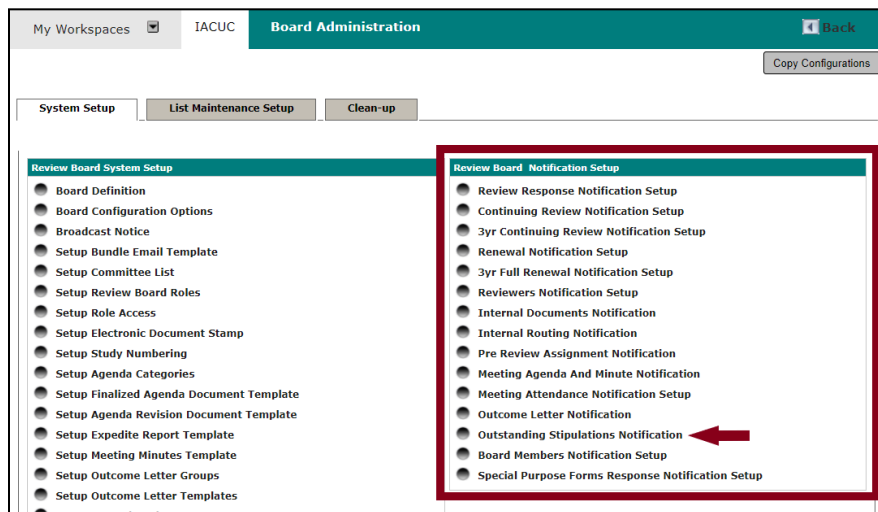 My Workspaces IACUC Board Administration Back
Copy Configurations
System Setup List Maintenance Setup Clean-up
Review Board System Setup
Board Definition
Board Configuration Options
Broadcast Notice
Setup Bundle Email Template
Setup Committee List
Setup Review Board Roles
Setup Role Access
Setup Electronic Document Stamp
Setup Study Numbering
Setup Agenda Categories
Setup Finalized Agenda Document Template
Setup Agenda Revision Document Template
Setup Expedite Report Template
Setup Meeting Minutes Template
Setup Outcome Letter Groups
Setup Outcome Letter Templates
Review Board Notification Setup
Review Response Notification Setup
Continuing Review Notification Setup
3yr Continuing Review Notification Setup
Renewal Notification Setup
3yr Full Renewal Notification Setup
Reviewers Notification Setup
Internal Documents Notification
Internal Routing Notification
Pre Review Assignment Notification
Meeting Agenda And Minute Notification
Meeting Attendance Notification Setup
Outcome Letter Notification
Outstanding Stipulations Notification
Board Members Notification Setup
Special Purpose Forms Response Notification Setup